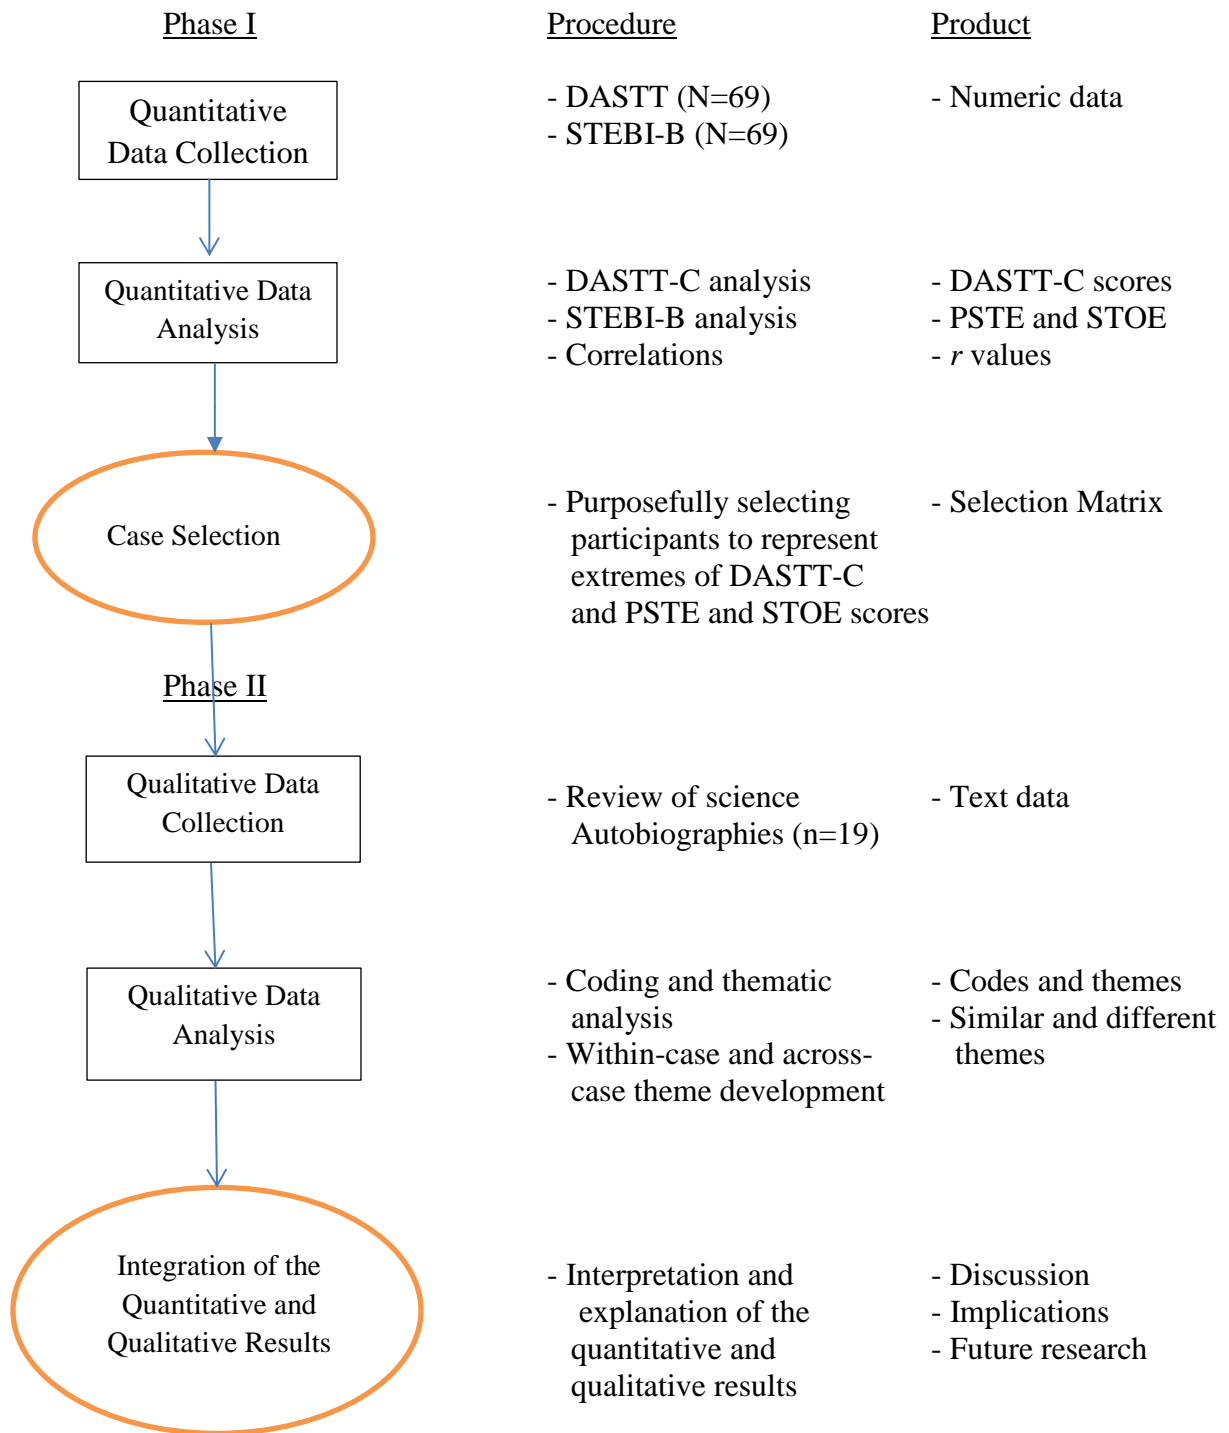 Phase I
Procedure
Product
Quantitative
Data Collection
- DASTT (N=69)
- STEBI-B (N=69)
- Numeric data
Quantitative Data
Analysis
- DASTT-C analysis
- STEBI-B analysis
- Correlations
- DASTT-C scores
- PSTE and STOE
- r values
Case Selection
- Purposefully selecting
participants to represent
extremes of DASTT-C
and PSTE and STOE scores
- Selection Matrix
Phase II
Qualitative Data
Collection
- Review of science
Autobiographies (n=19)
- Text data
Qualitative Data
Analysis
- Coding and thematic
analysis
- Within-case and across-
case theme development
- Codes and themes
- Similar and different
themes
Integration of the
Quantitative and
Qualitative Results
- Interpretation and
explanation of the
quantitative and
qualitative results
- Discussion
- Implications
- Future research